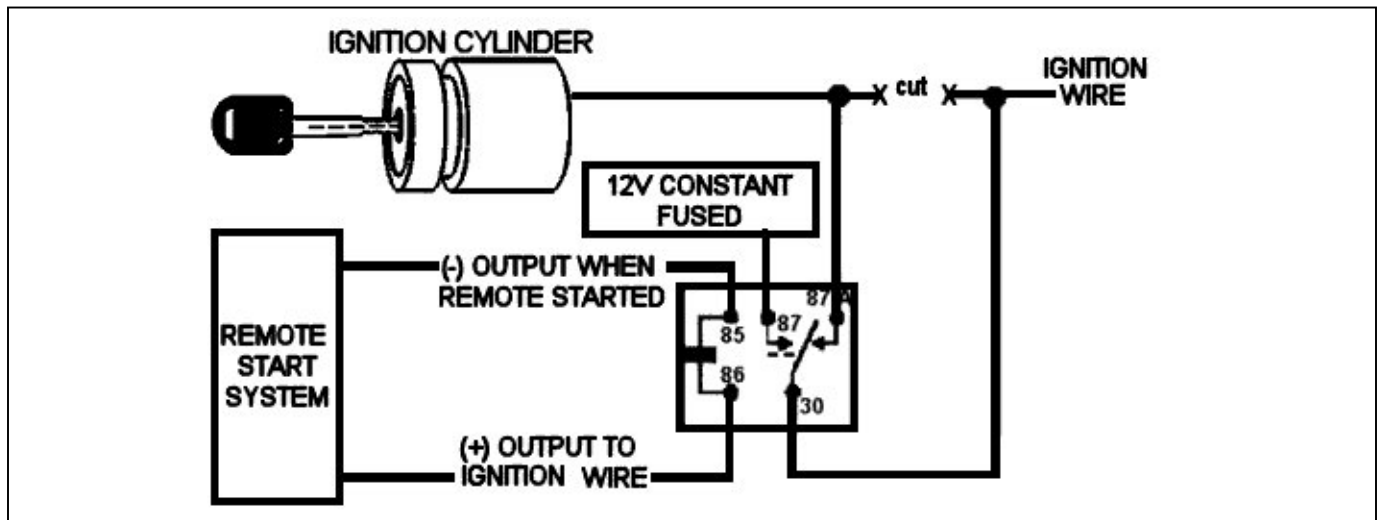 IGNITION CYLINDER
cut
IGNITION
WIRE
12V CONSTANT
FUSED
(-) OUTPUT WHEN
REMOTE STARTED
87A
85
87
REMOTE
START
SYSTEM
86
30
(+) OUTPUT TO
IGNITION WIRE